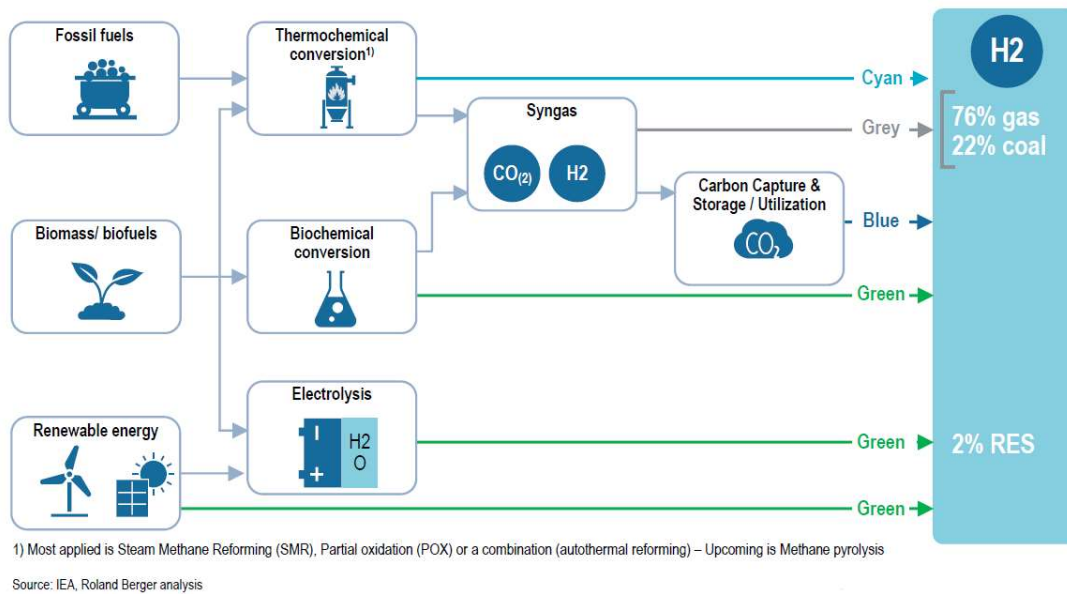 Fossil fuels
Thermochemical
conversion1)
Cyan
H2
Syngas
CO(2)
H2
Grey
76% gas
22% coal
Carbon Capture &
Storage / Utilization
CO2
Blue
Biomass/ biofuels
Biochemical
conversion
Green
Electrolysis
H2
O
Green
2% RES
Renewable energy
Green
1) Most applied is Steam Methane Reforming (SMR), Partial oxidation (POX) or a combination (autothermal reforming) – Upcoming is Methane pyrolysis
Source: IEA, Roland Berger analysis